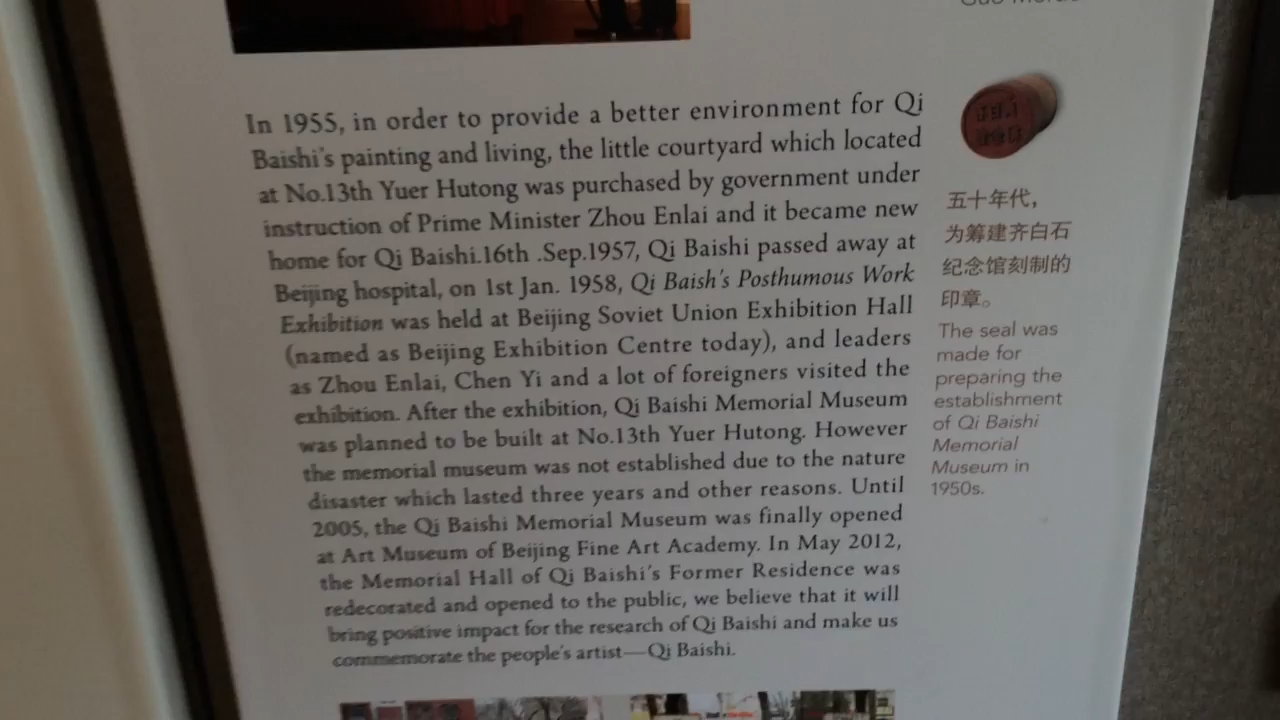 In 1955, in order to provide a better environment for Qi
Baishi's painting and living, the little courtyard which located
at No.13th Yuer Hutong was purchased by government under
instruction of Prime Minister Zhou Enlai and it became new
home for Qi Baishi.16th .Sep.1957, Qi Baishi passed away at
Beijing hospital, on 1st Jan. 1958, Qi Baish's Posthumous Work
Exhibition was held at Beijing Soviet Union Exhibition Hall
(named as Beijing Exhibition Centre today), and leaders
as Zhou Enlai, Chen Yi and a lot of foreigners visited the
exhibition. After the exhibition, Qi Baishi Memorial Museum
was planned to be built at No.13th Yuer Hutong. However
the memorial museum was not established due to the nature
disaster which lasted three years and other reasons. Until
2005, the Qi Baishi Memorial Museum was finally opened
at Art Museum of Beijing Fine Art Academy. In May 2012,
the Memorial Hall of Qi Baishi's Former Residence was
redecorated and opened to the public, we believe that it will
bring positive impact for the research of Qi Baishi and make us
commemorate the people's artist—Qi Baishi.
五十年代，
为筹建齐白石
纪念馆刻制的
印章。
The seal was
made for
preparing the
establishment
of Qi Baishi
Memorial
Museum in
1950s.